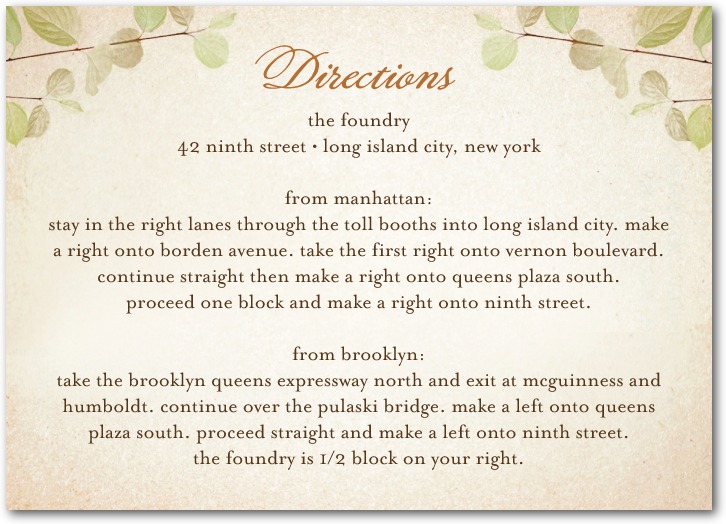 Directions
the foundry
42 ninth street • long island city, new york
from manhattan:
stay in the right lanes through the toll booths into long island city. make
a right onto borden avenue. take the first right onto vernon boulevard.
continue straight then make a right onto queens plaza south.
proceed one block and make a right onto ninth street.
from brooklyn:
take the brooklyn queens expressway north and exit at mcguinness and
humboldt. continue over the pulaski bridge. make a left onto queens
plaza south. proceed straight and make a left onto ninth street.
the foundry is 1/2 block on your right.